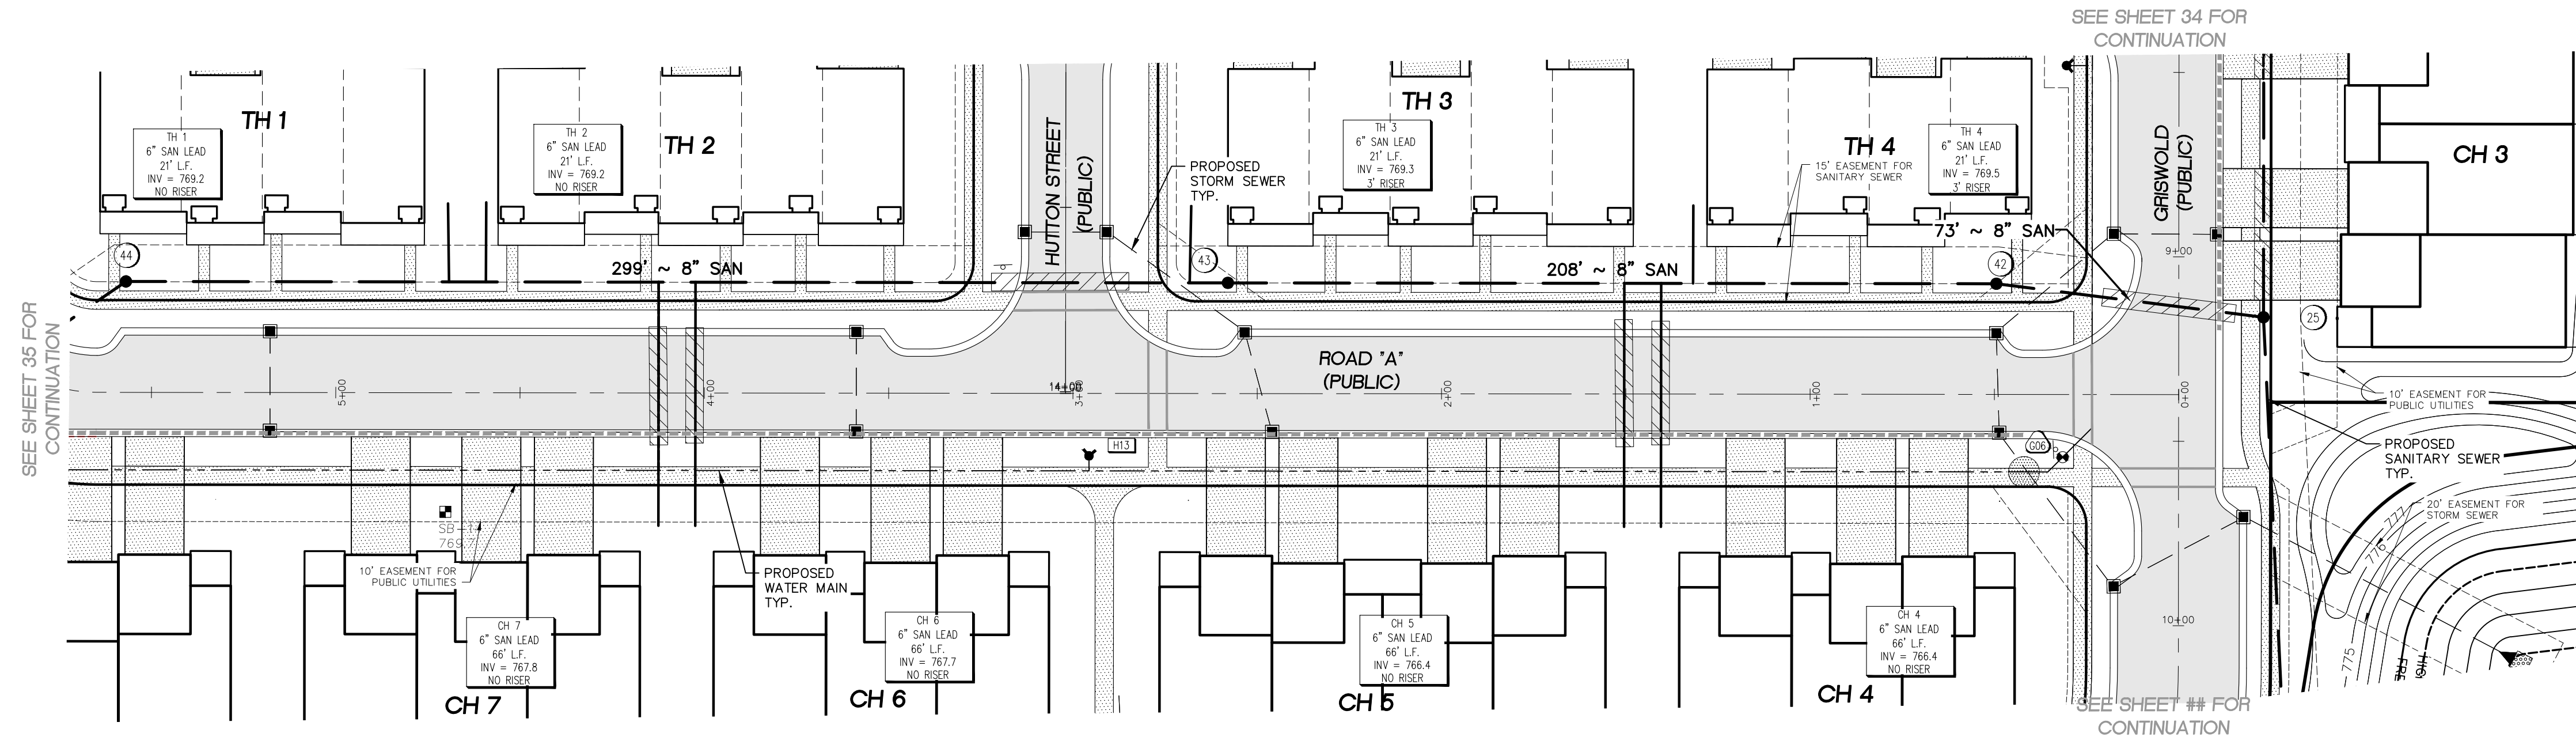 SEE SHEET 34 FOR
CONTINUATION
SEE SHEET 35 FOR
CONTINUATION
TH 1
TH 1
6" SAN LEAD
21' L.F.
INV = 769.2
NO RISER
TH 2
6" SAN LEAD
21' L.F.
INV = 769.2
NO RISER
TH 2
HUTTON STREET
(PUBLIC)
PROPOSED
STORM SEWER
TYP.
TH 3
TH 3
6" SAN LEAD
21' L.F.
INV = 769.3
3' RISER
TH 4
15' EASEMENT FOR
SANITARY SEWER
TH 4
6" SAN LEAD
21' L.F.
INV = 769.5
3' RISER
GRISWOLD
(PUBLIC)
CH 3
73' ~ 8" SAN
44
299' ~ 8" SAN
43
208' ~ 8" SAN
42
9+00
25
ROAD "A"
(PUBLIC)
5+00
4+00
14+00
3+00
2+00
1+00
0+00
10' EASEMENT FOR
PUBLIC UTILITIES
PROPOSED
SANITARY SEWER
TYP.
20' EASEMENT FOR
STORM SEWER
H13
G06
777
776
775
10+00
10' EASEMENT FOR
PUBLIC UTILITIES
PROPOSED
WATER MAIN
TYP.
CH 7
6" SAN LEAD
66' L.F.
INV = 767.8
NO RISER
CH 7
CH 6
6" SAN LEAD
66' L.F.
INV = 767.7
NO RISER
CH 6
CH 5
6" SAN LEAD
66' L.F.
INV = 766.4
NO RISER
CH 5
CH 4
6" SAN LEAD
66' L.F.
INV = 766.4
NO RISER
CH 4
SEE SHEET ## FOR
CONTINUATION